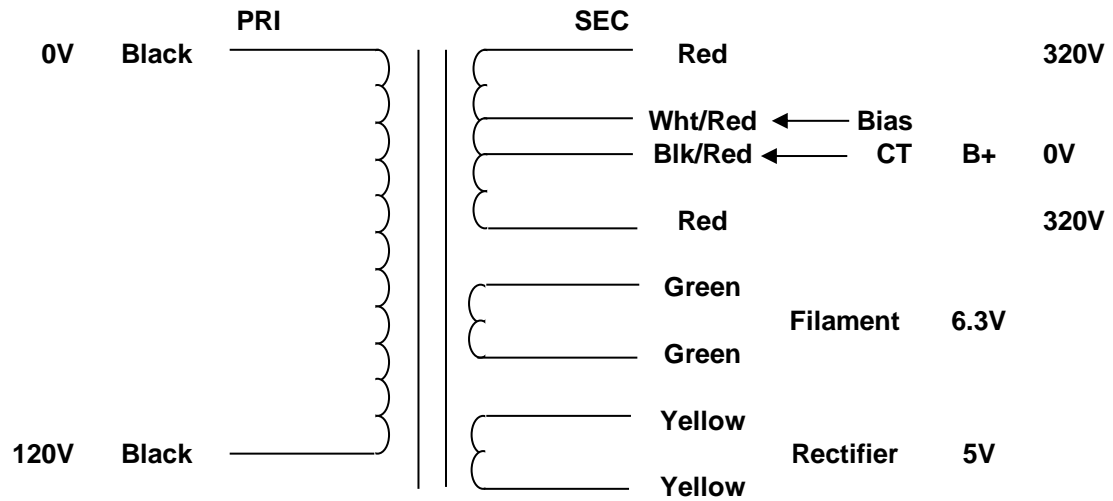 PRI SEC
0V Black Red 320V
Wht/Red Bias
Blk/Red CT B+ 0V
Red 320V
Green
Filament 6.3V
Green
Yellow
120V Black Rectifier 5V
Yellow